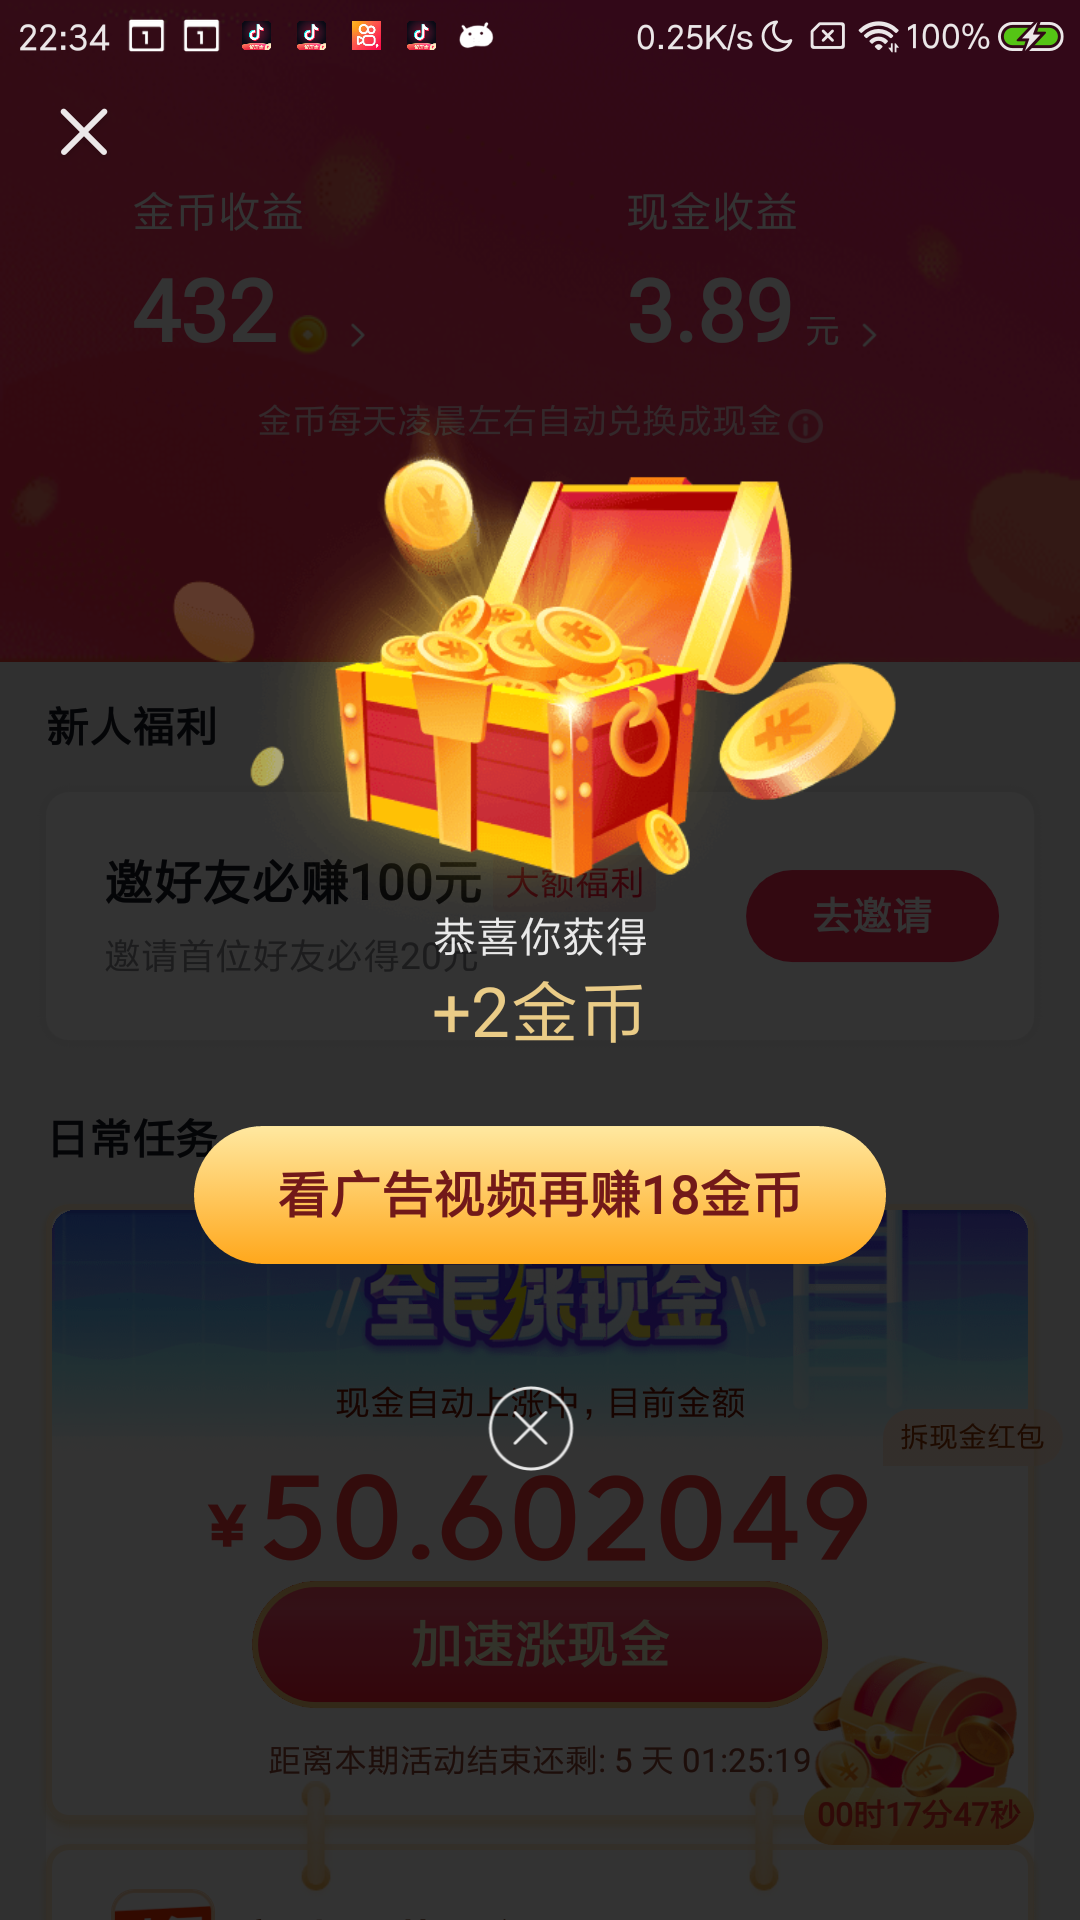 22:34 0.25K/s 100%
金币收益 现金收益
432 3.89元
金币每天凌晨左右自动兑换成现金
新人福利
邀好友必赚100元 大额福利
去邀请
邀请首位好友必得20元
恭喜你获得
+2金币
日常任务
看广告视频再赚18金币
全民涨现金
现金自动上涨中，目前金额
拆现金红包
¥50.602049
加速涨现金
距离本期活动结束还剩: 5 天 01:25:19
00时17分47秒